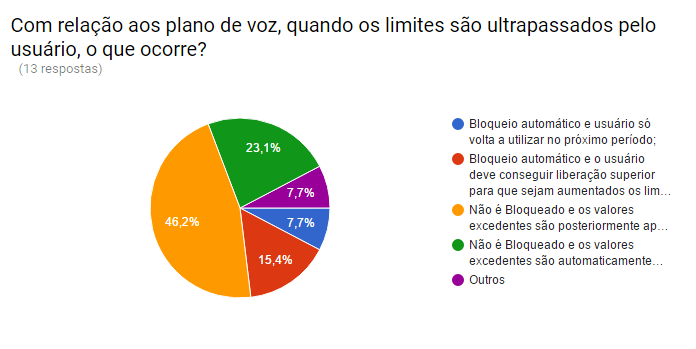 Com relação aos plano de voz, quando os limites são ultrapassados pelo
usuário, o que ocorre?
(13 respostas)
23,1%
7,7%
46,2%
7,7%
15,4%
Bloqueio automático e usuário só
volta a utilizar no próximo período;
Bloqueio automático e o usuário
deve conseguir liberação superior
para que sejam aumentados os lim…
Não é Bloqueado e os valores
excedentes são posteriormente ap…
Não é Bloqueado e os valores
excedentes são automaticamente…
Outros